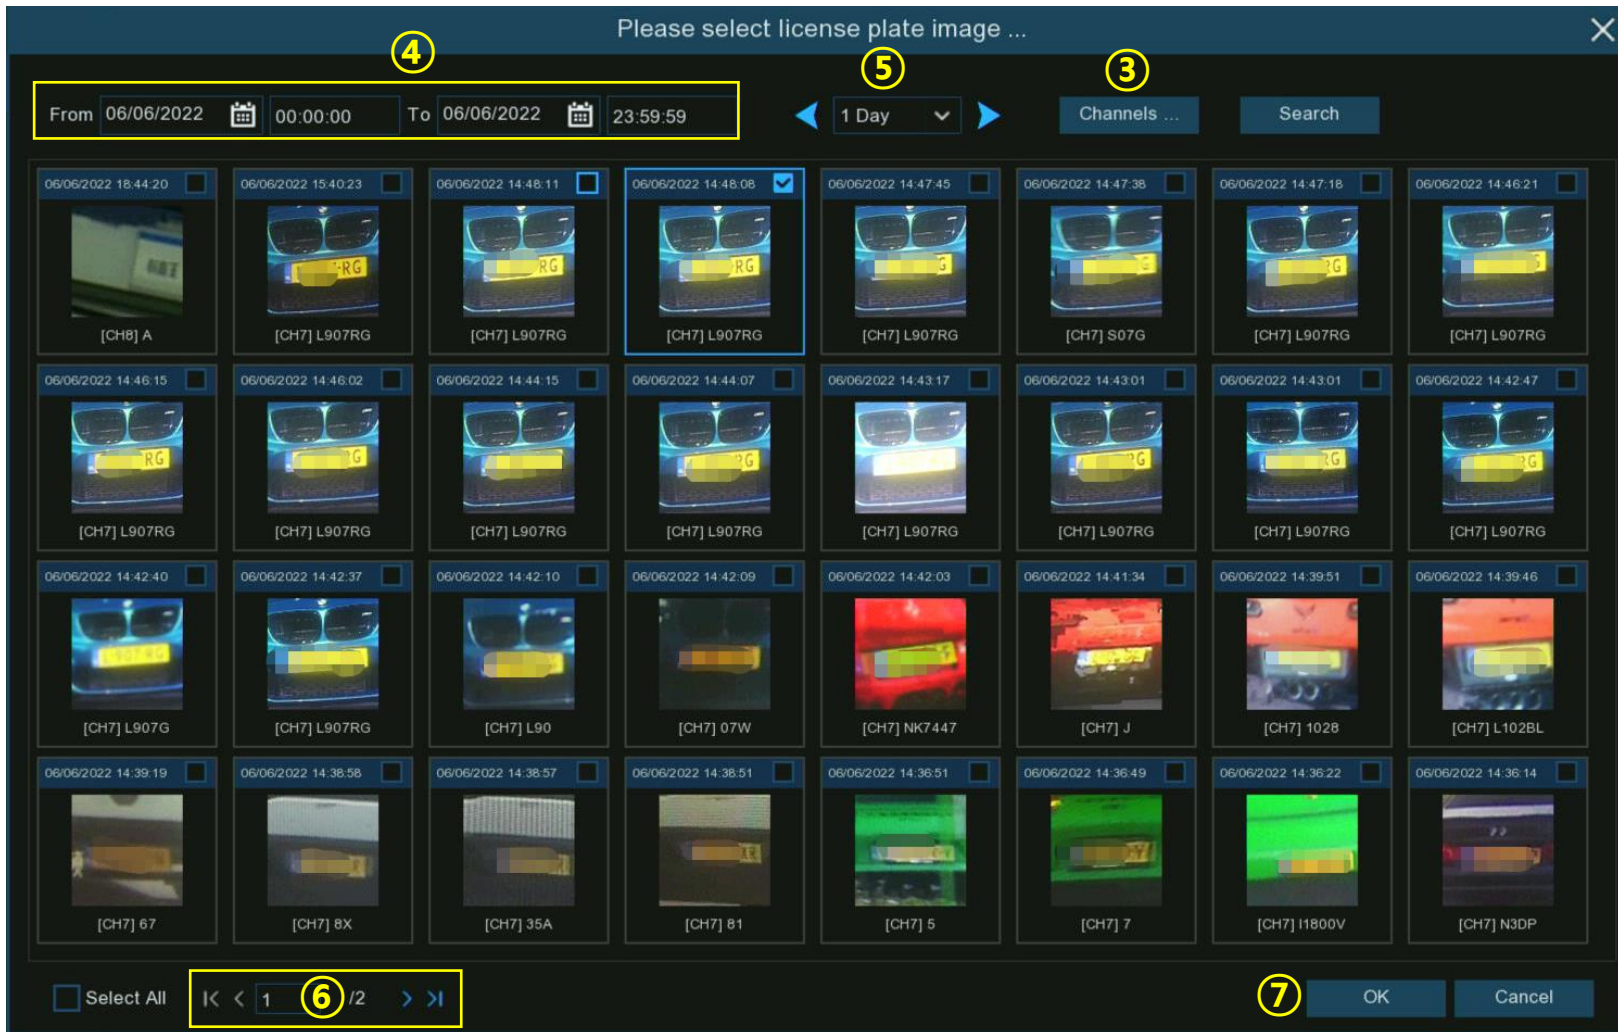 Please select license plate image ...
④ ⑤ ③
From 06/06/2022 00:00:00 To 06/06/2022 23:59:59 1 Day Channels ... Search
06/06/2022 18:44:20 06/06/2022 15:40:23 06/06/2022 14:48:11 06/06/2022 14:48:08 06/06/2022 14:47:45 06/06/2022 14:47:38 06/06/2022 14:47:18 06/06/2022 14:46:21
RG RG RG G G G G
[CH8] A [CH7] L907RG [CH7] L907RG [CH7] L907RG [CH7] L907RG [CH7] S07G [CH7] L907RG [CH7] L907RG
06/06/2022 14:46:15 06/06/2022 14:46:02 06/06/2022 14:44:15 06/06/2022 14:44:07 06/06/2022 14:43:17 06/06/2022 14:43:01 06/06/2022 14:43:01 06/06/2022 14:42:47
RG G G G G G
[CH7] L907RG [CH7] L907RG [CH7] L907RG [CH7] L907RG [CH7] L907RG [CH7] L907RG [CH7] L907RG [CH7] L907RG
06/06/2022 14:42:40 06/06/2022 14:42:37 06/06/2022 14:42:10 06/06/2022 14:42:09 06/06/2022 14:42:03 06/06/2022 14:41:34 06/06/2022 14:39:51 06/06/2022 14:39:46
[CH7] L907G [CH7] L907RG [CH7] L90 [CH7] 07W [CH7] NK7447 [CH7] J [CH7] 1028 [CH7] L102BL
06/06/2022 14:39:19 06/06/2022 14:38:58 06/06/2022 14:38:57 06/06/2022 14:38:51 06/06/2022 14:36:51 06/06/2022 14:36:49 06/06/2022 14:36:22 06/06/2022 14:36:14
[CH7] 67 [CH7] 8X [CH7] 35A [CH7] 81 [CH7] 5 [CH7] 7 [CH7] I1800V [CH7] N3DP
Select All 1 ⑥ /2 ⑦ OK Cancel